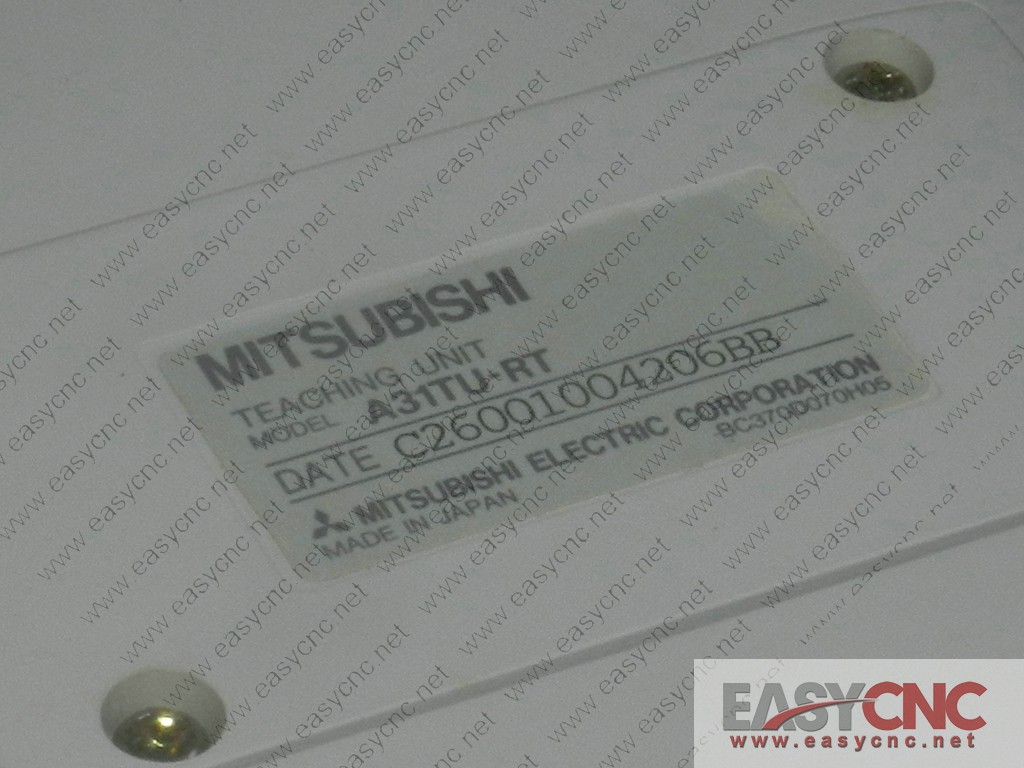 MITSUBISHI
TEACHING UNIT
MODEL A31TU-RT
DATE C26001004206BB
MITSUBISHI ELECTRIC CORPORATION
MADE IN JAPAN BC370D070H05
EASYCNC
www.easycnc.net